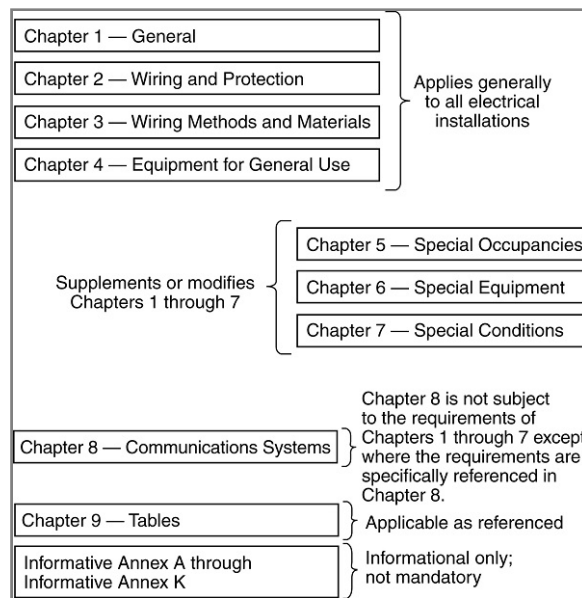 Chapter 1 — General
Chapter 2 — Wiring and Protection
Chapter 3 — Wiring Methods and Materials
Chapter 4 — Equipment for General Use
Applies generally
to all electrical
installations
Chapter 5 — Special Occupancies
Chapter 6 — Special Equipment
Chapter 7 — Special Conditions
Supplements or modifies
Chapters 1 through 7
Chapter 8 — Communications Systems
Chapter 8 is not subject
to the requirements of
Chapters 1 through 7 except
where the requirements are
specifically referenced in
Chapter 8.
Chapter 9 — Tables
Applicable as referenced
Informative Annex A through
Informative Annex K
Informational only;
not mandatory